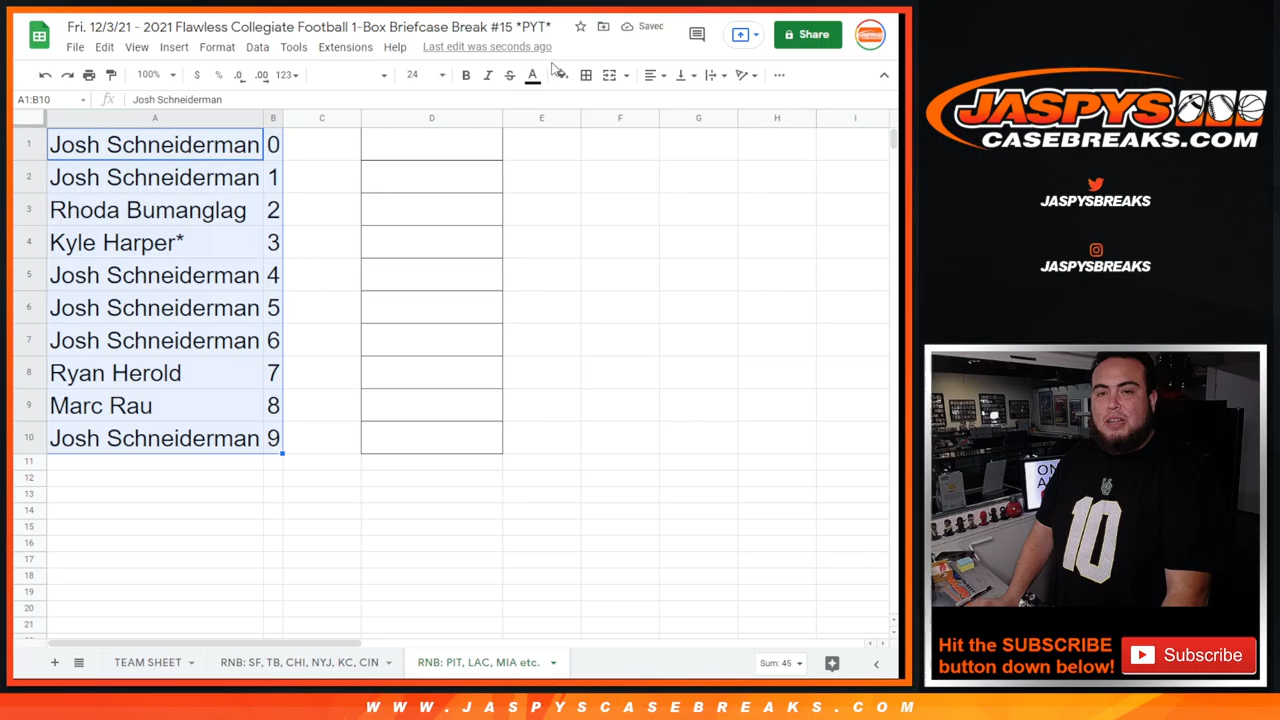 Fri. 12/3/21 - 2021 Flawless Collegiate Football 1-Box Briefcase Break #15 *PYT*
Saved
Share
File Edit View Insert Format Data Tools Extensions Help Last edit was seconds ago
100% $ % .0 .00 123 24 B I S A
A1:B10 fx Josh Schneiderman
A B C D E F G H I
1 Josh Schneiderman 0
2 Josh Schneiderman 1
3 Rhoda Bumanglag 2
4 Kyle Harper* 3
5 Josh Schneiderman 4
6 Josh Schneiderman 5
7 Josh Schneiderman 6
8 Ryan Herold 7
9 Marc Rau 8
10 Josh Schneiderman 9
11
12
13
14
15
16
17
18
19
20
21
TEAM SHEET RNB: SF, TB, CHI, NYJ, KC, CIN RNB: PIT, LAC, MIA etc. Sum: 45
JASPYS
CASEBREAKS.COM
JASPYSBREAKS
JASPYSBREAKS
10
Hit the SUBSCRIBE
button down below!
Subscribe
WWW.JASPYSCASEBREAKS.COM